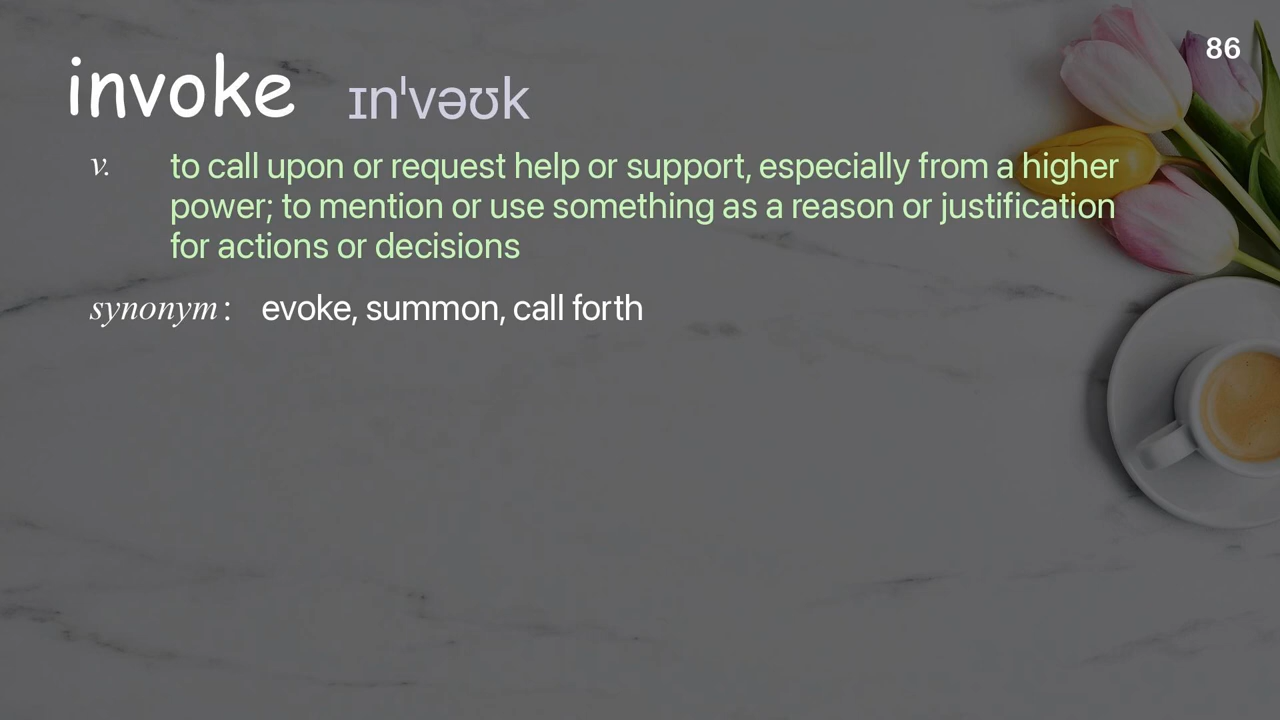 86
invoke ɪnˈvəʊk
v. to call upon or request help or support, especially from a higher
power; to mention or use something as a reason or justification
for actions or decisions
synonym : evoke, summon, call forth